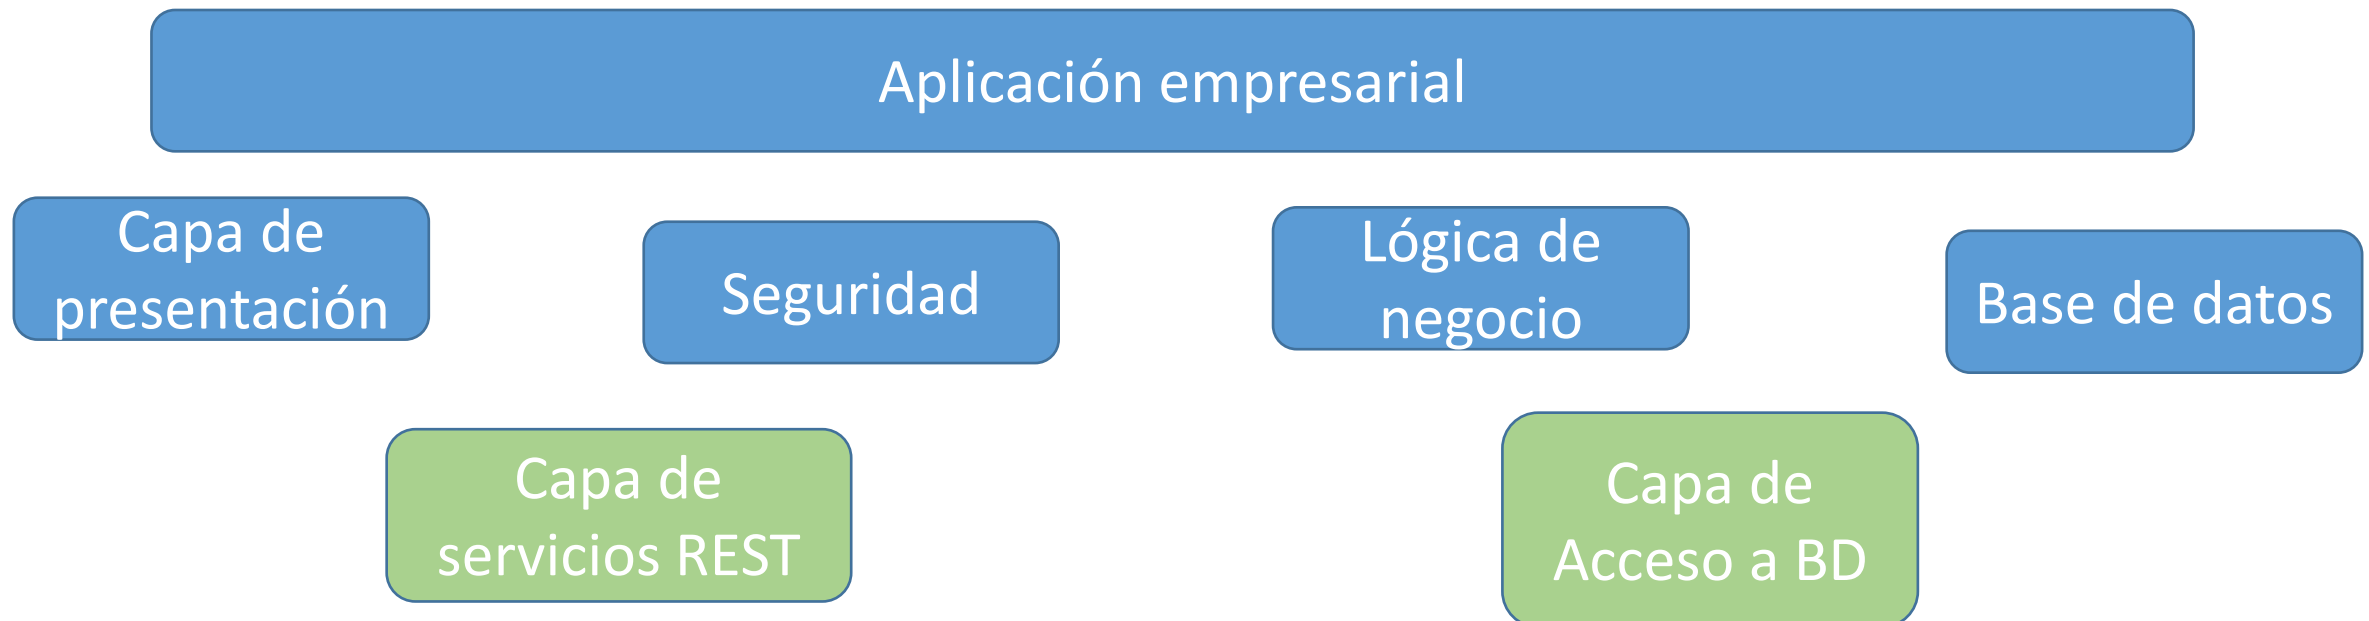 Aplicación empresarial
Capa de
presentación
Seguridad
Lógica de
negocio
Base de datos
Capa de
servicios REST
Capa de
Acceso a BD